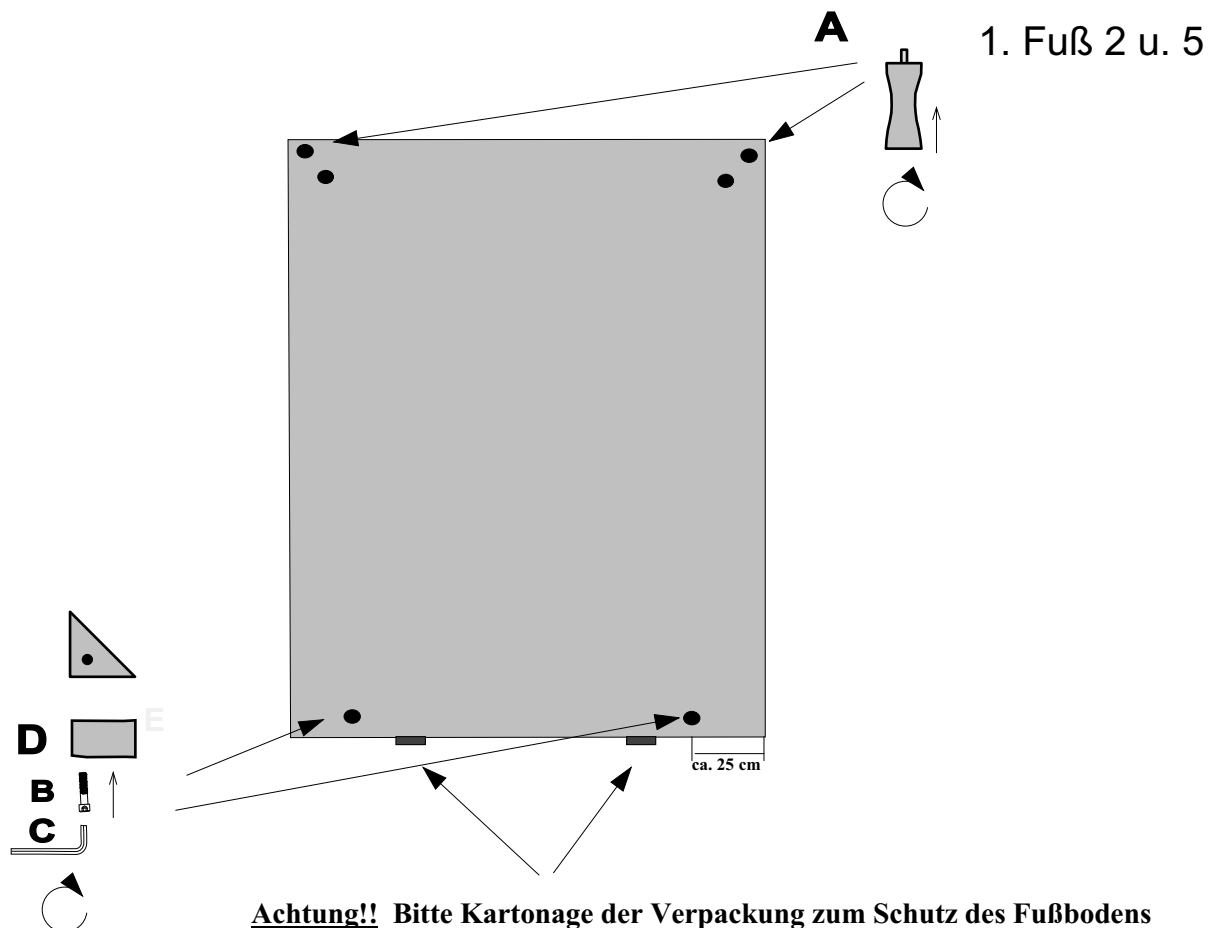 A
1. Fuß 2 u. 5
E
D
ca. 25 cm
B
C
Achtung!! Bitte Kartonage der Verpackung zum Schutz des Fußbodens